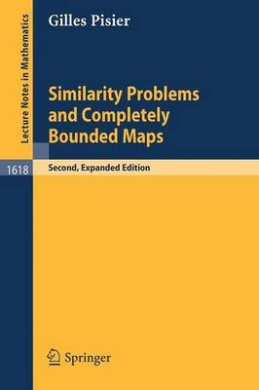 Gilles Pisier
Lecture Notes in Mathematics
Similarity Problems
and Completely
Bounded Maps
1618
Second, Expanded Edition
Springer